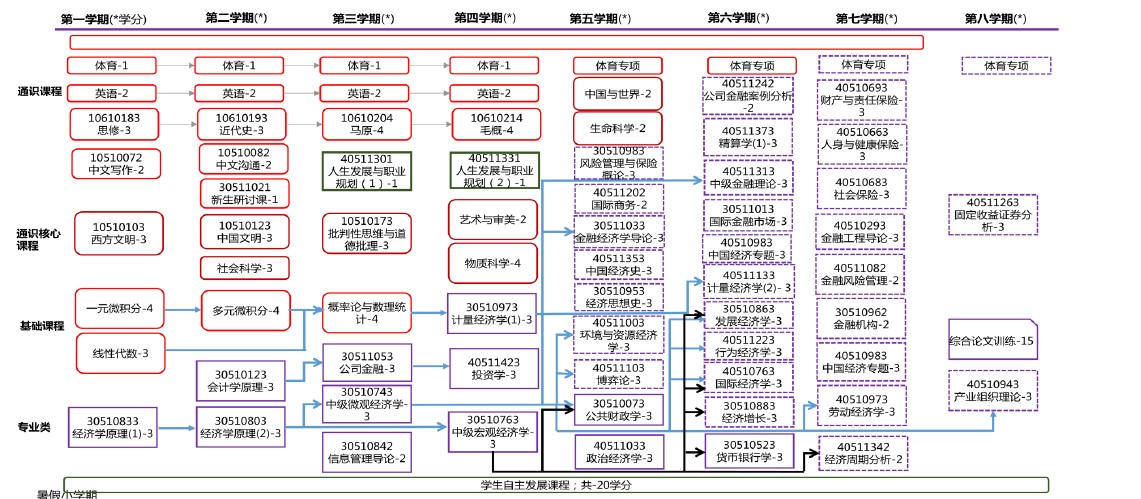 第一学期(*学分)
第二学期(*)
第三学期(*)
第四学期(*)
第五学期(*)
第六学期(*)
第七学期(*)
第八学期(*)
通识课程
体育-1
体育-1
体育-1
体育-1
体育专项
体育专项
体育专项
体育专项
英语-2
英语-2
英语-2
英语-2
中国与世界-2
40511242
公司金融案例分析
-2
40510693
财产与责任保险-
3
10610183
思修-3
10610193
近代史-3
10610204
马原-4
10610214
毛概-4
生命科学-2
40511373
精算学(1)-3
40510663
人身与健康保险-
3
10510072
中文写作-2
10510082
中文沟通-2
40511301
人生发展与职业
规划（1）-1
40511331
人生发展与职业
规划（2）-1
30510983
风险管理与保险
概论-3
40511313
中级金融理论-3
40510683
社会保险-3
30511021
新生研讨课-1
40511202
国际商务-2
通识核心
课程
10510103
西方文明-3
10510123
中国文明-3
10510173
批判性思维与道
德批理-3
艺术与审美-2
30511033
金融经济学导论-3
30511013
国际金融市场-3
40510293
金融工程导论-3
40511263
固定收益证券分
析-3
社会科学-3
物质科学-4
40511353
中国经济史-3
40510983
中国经济专题-3
40511082
金融风险管理-2
40511133
计量经济学(2)-3
基础课程
一元微积分-4
多元微积分-4
概率论与数理统
计-4
30510973
计量经济学(1)-3
30510953
经济思想史-3
30510863
发展经济学-3
30510962
金融机构-2
线性代数-3
40511003
环境与资源经济
学-3
40511223
行为经济学-3
综合论文训练-15
30510123
会计学原理-3
30511053
公司金融-3
40511423
投资学-3
40511103
博弈论-3
40510763
国际经济学-3
30510983
中国经济专题-3
40510943
产业组织理论-3
专业类
30510833
经济学原理(1)-3
30510803
经济学原理(2)-3
30510743
中级微观经济学-
3
30510763
中级宏观经济学-
3
30510073
公共财政学-3
30510883
经济增长-3
40510973
劳动经济学-3
30510842
信息管理导论-2
40511033
政治经济学-3
30510523
货币银行学-3
40511342
经济周期分析-2
学生自主发展课程；共-20学分
暑假小学期